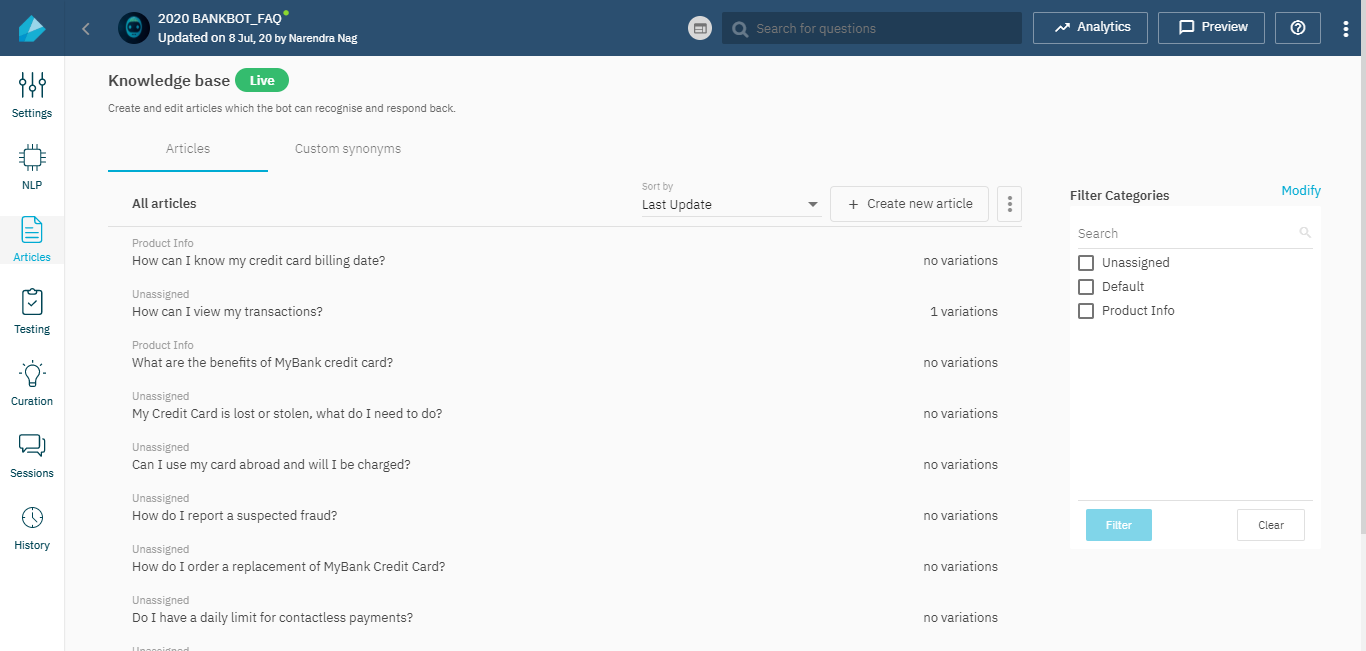 2020 BANKBOT_FAQ
Updated on 8 Jul, 20 by Narendra Nag
Search for questions
Analytics
Preview
Settings
NLP
Articles
Testing
Curation
Sessions
History
Knowledge base Live
Create and edit articles which the bot can recognise and respond back.
Articles
Custom synonyms
All articles
Sort by
Last Update
+ Create new article
Product Info
How can I know my credit card billing date? no variations
Unassigned
How can I view my transactions? 1 variations
Product Info
What are the benefits of MyBank credit card? no variations
Unassigned
My Credit Card is lost or stolen, what do I need to do? no variations
Unassigned
Can I use my card abroad and will I be charged? no variations
Unassigned
How do I report a suspected fraud? no variations
Unassigned
How do I order a replacement of MyBank Credit Card? no variations
Unassigned
Do I have a daily limit for contactless payments? no variations
Unassigned
Filter Categories
Modify
Search
Unassigned
Default
Product Info
Filter
Clear